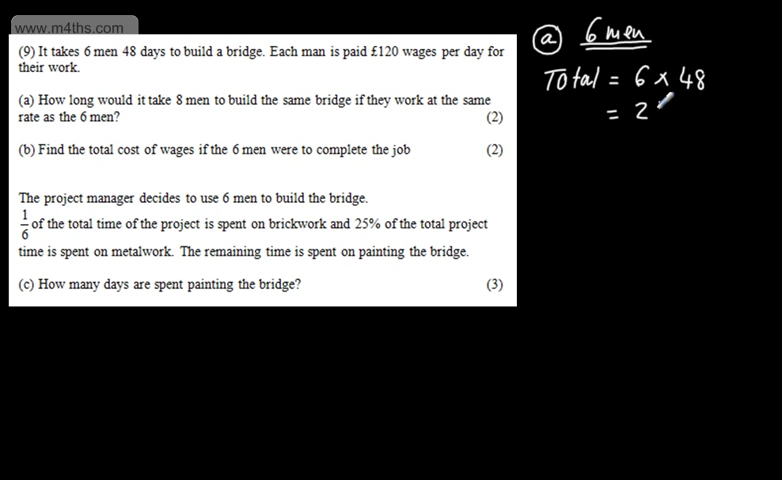 www.m4ths.com
(9) It takes 6 men 48 days to build a bridge. Each man is paid £120 wages per day for
their work.
(a) How long would it take 8 men to build the same bridge if they work at the same
rate as the 6 men? (2)
(b) Find the total cost of wages if the 6 men were to complete the job (2)
The project manager decides to use 6 men to build the bridge.
1/6 of the total time of the project is spent on brickwork and 25% of the total project
time is spent on metalwork. The remaining time is spent on painting the bridge.
(c) How many days are spent painting the bridge? (3)
(a) 6 men
Total = 6 × 48
= 2